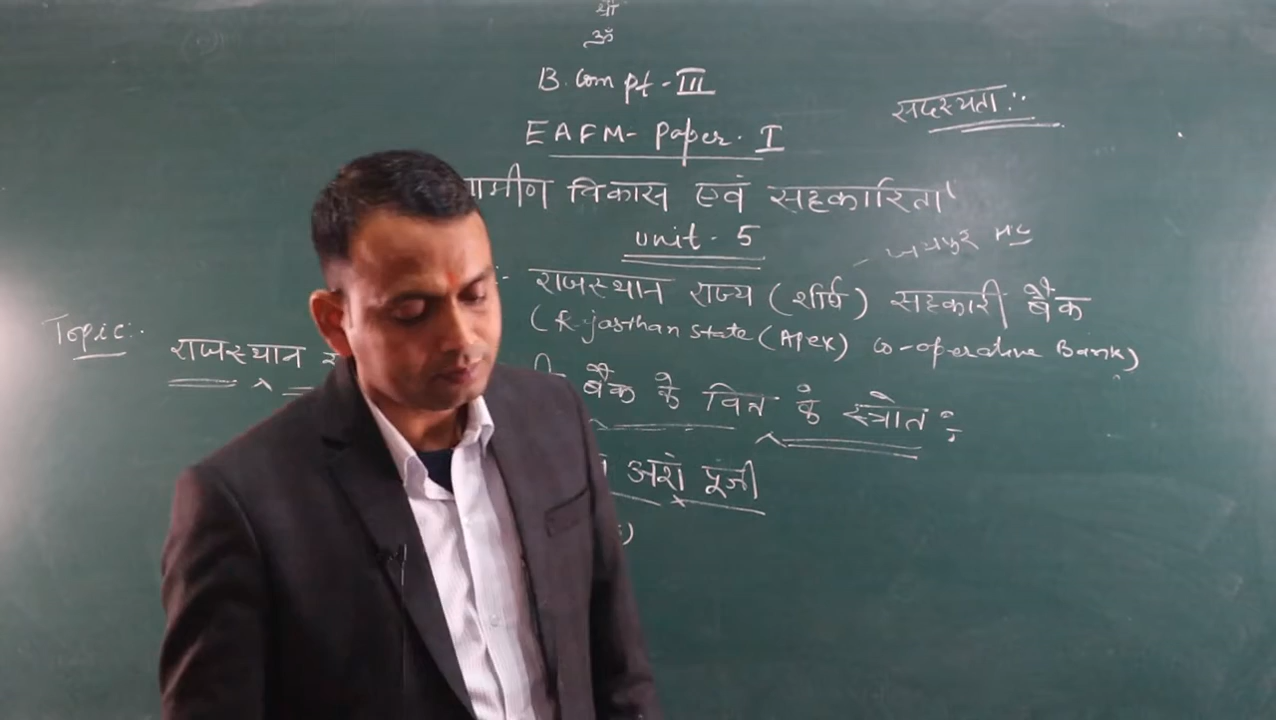 श्री
ॐ
B.Com pt-III
EAFM- Paper. I
सदस्यता:-
ग्रामीण विकास एवं सहकारिता"
unit-5
- जयपुर HQ
:- राजस्थान राज्य (शीर्ष) सहकारी बैंक
(Rajasthan State (Apex) Co-operative Bank)
Topic:-
राजस्थान रा
री बैंक के वित्त के स्त्रोत :-
अशं पूंजी